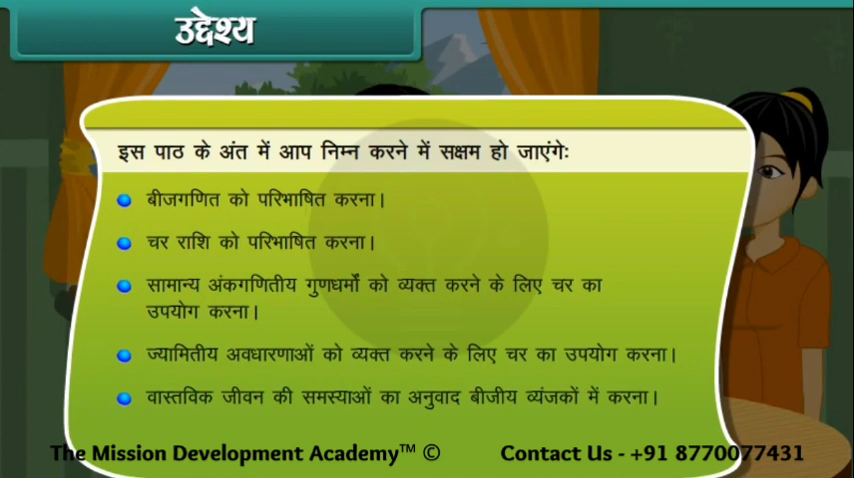 उद्देश्य
इस पाठ के अंत में आप निम्न करने में सक्षम हो जाएंगेः
बीजगणित को परिभाषित करना।
चर राशि को परिभाषित करना।
सामान्य अंकगणितीय गुणधर्मों को व्यक्त करने के लिए चर का
उपयोग करना।
ज्यामितीय अवधारणाओं को व्यक्त करने के लिए चर का उपयोग करना।
वास्तविक जीवन की समस्याओं का अनुवाद बीजीय व्यंजकों में करना।
The Mission Development Academy™ © Contact Us - +91 8770077431